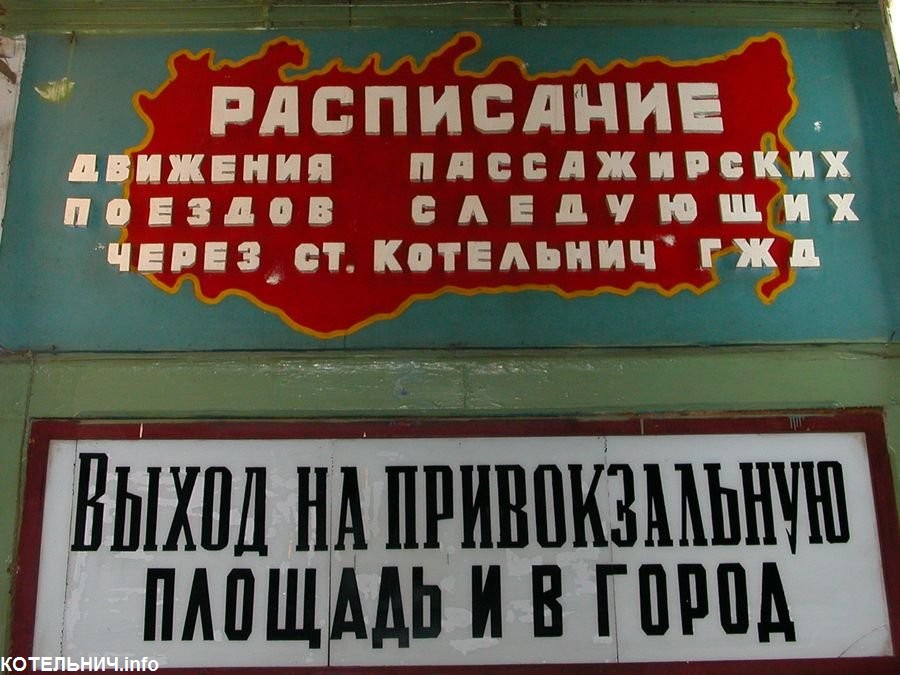 РАСПИСАНИЕ
ДВИЖЕНИЯ ПАССАЖИРСКИХ
ПОЕЗДОВ СЛЕДУЮЩИХ
ЧЕРЕЗ СТ. КОТЕЛЬНИЧ ГЖД
ВЫХОД НА ПРИВОКЗАЛЬНУЮ
ПЛОЩАДЬ И В ГОРОД
КОТЕЛЬНИЧ.info